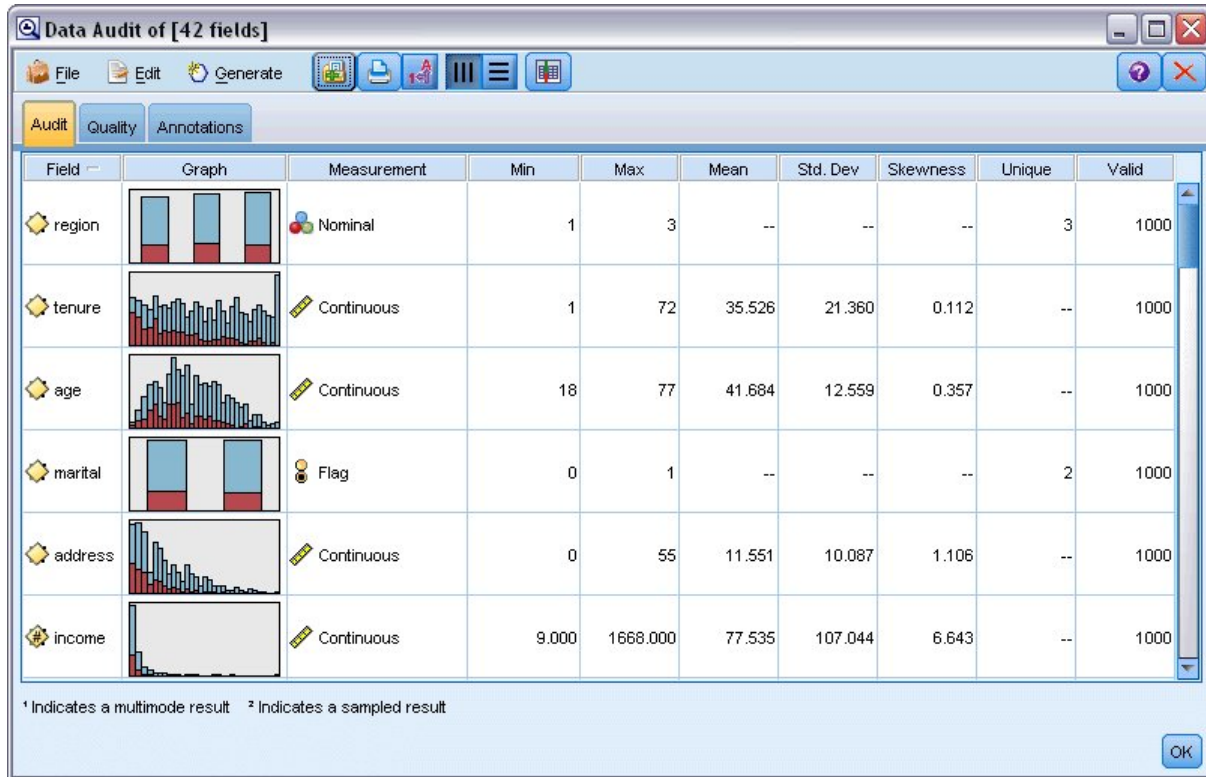 Data Audit of [42 fields]
File Edit Generate
Audit Quality Annotations
Field Graph Measurement Min Max Mean Std. Dev Skewness Unique Valid
region Nominal 1 3 -- -- -- 3 1000
tenure Continuous 1 72 35.526 21.360 0.112 -- 1000
age Continuous 18 77 41.684 12.559 0.357 -- 1000
marital Flag 0 1 -- -- -- 2 1000
address Continuous 0 55 11.551 10.087 1.106 -- 1000
income Continuous 9.000 1668.000 77.535 107.044 6.643 -- 1000
¹ Indicates a multimode result ² Indicates a sampled result
OK